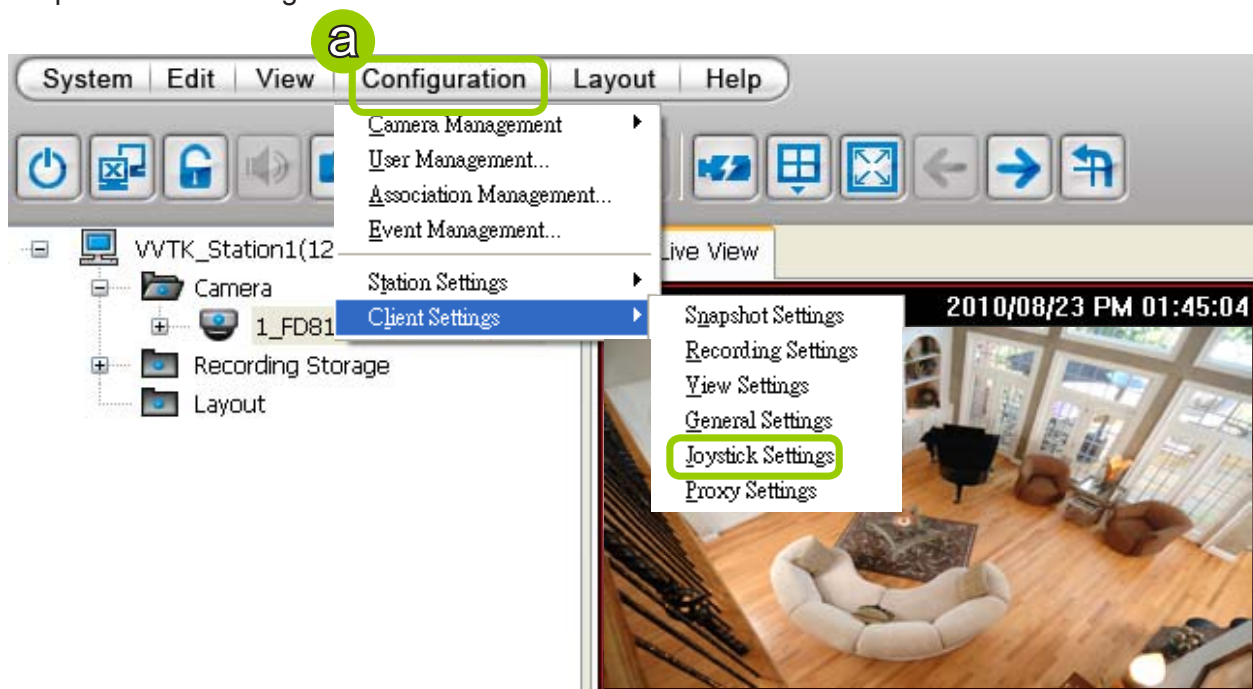 a
System Edit View Configuration Layout Help
Camera Management
User Management...
Association Management...
Event Management...
Station Settings
Client Settings
Snapshot Settings
Recording Settings
View Settings
General Settings
Joystick Settings
Proxy Settings
VVTK_Station1(12
Camera
1_FD81
Recording Storage
Layout
Live View
2010/08/23 PM 01:45:04